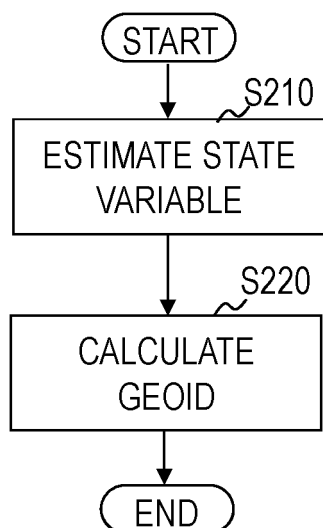 START
S210
ESTIMATE STATE
VARIABLE
S220
CALCULATE
GEOID
END